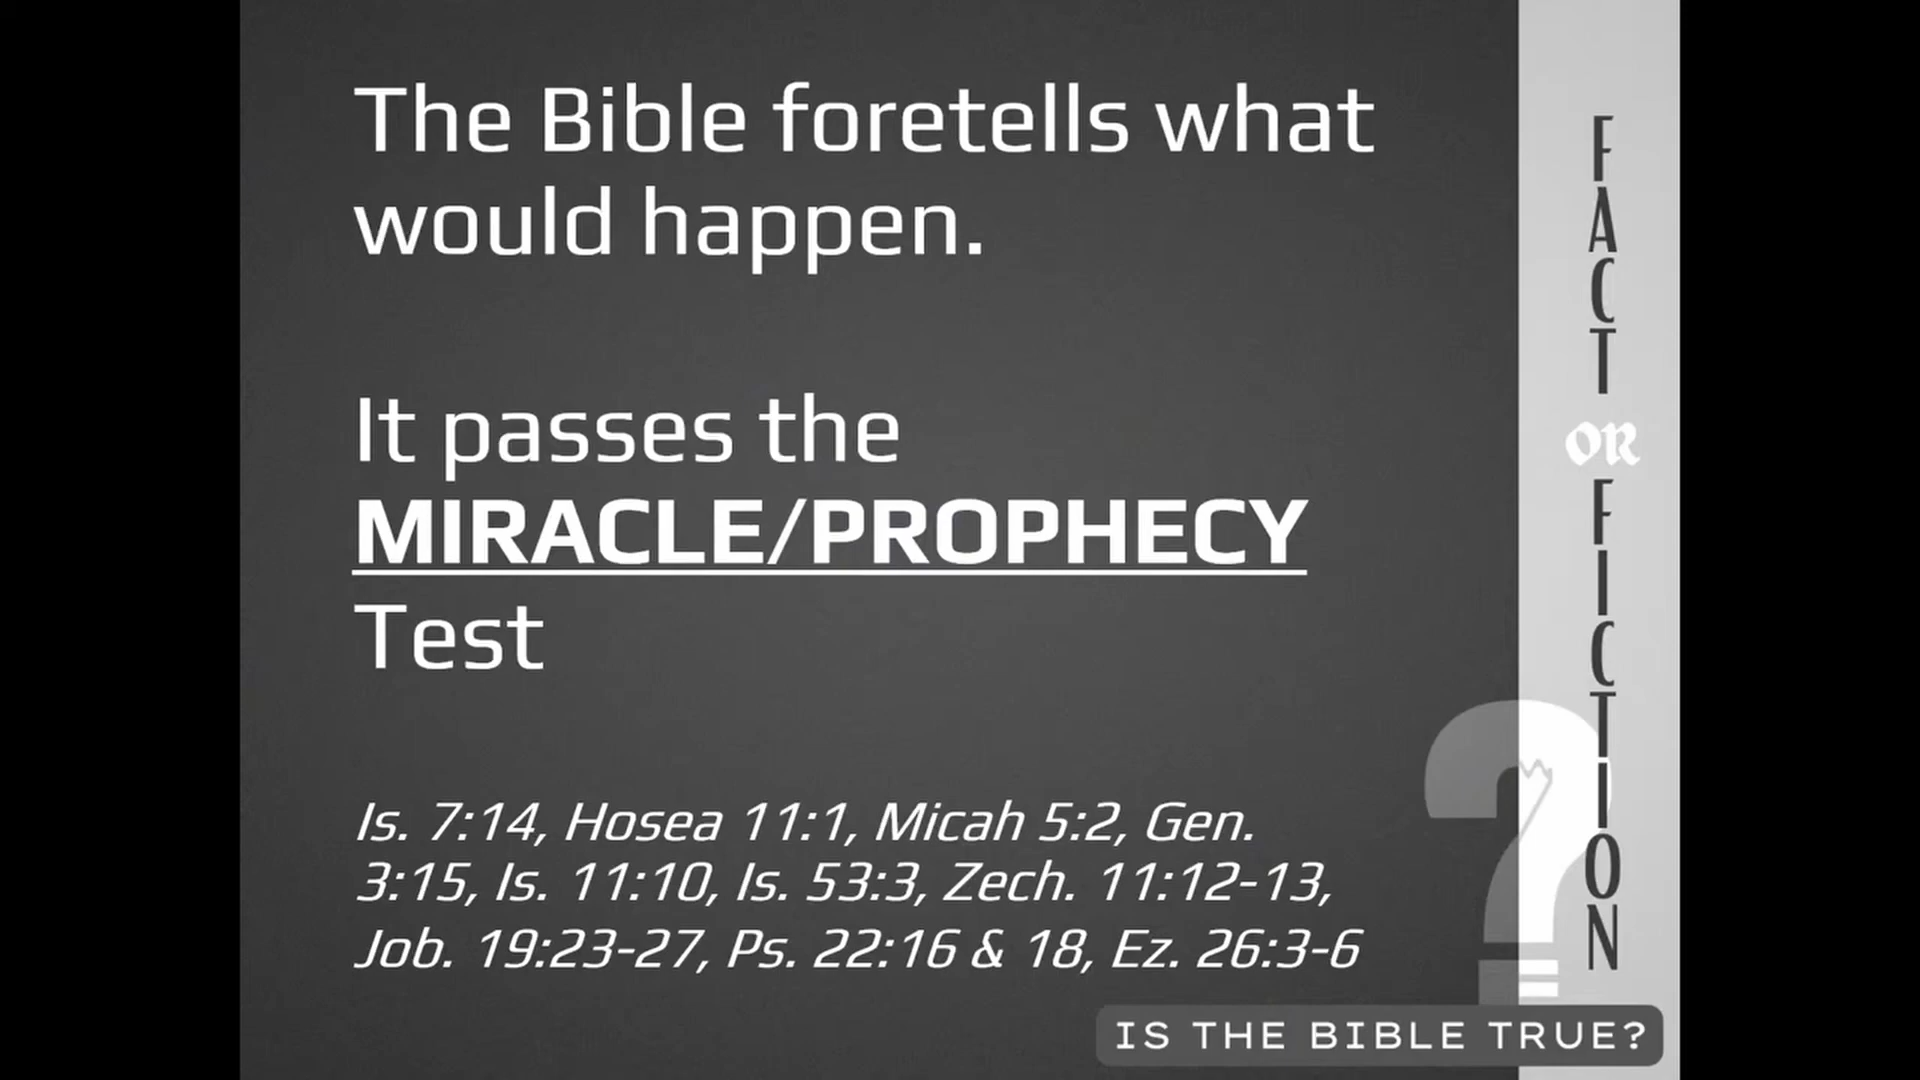 The Bible foretells what
would happen.
It passes the
MIRACLE/PROPHECY
Test
Is. 7:14, Hosea 11:1, Micah 5:2, Gen.
3:15, Is. 11:10, Is. 53:3, Zech. 11:12-13,
Job. 19:23-27, Ps. 22:16 & 18, Ez. 26:3-6
FACT
OR
FICTION
?
IS THE BIBLE TRUE?